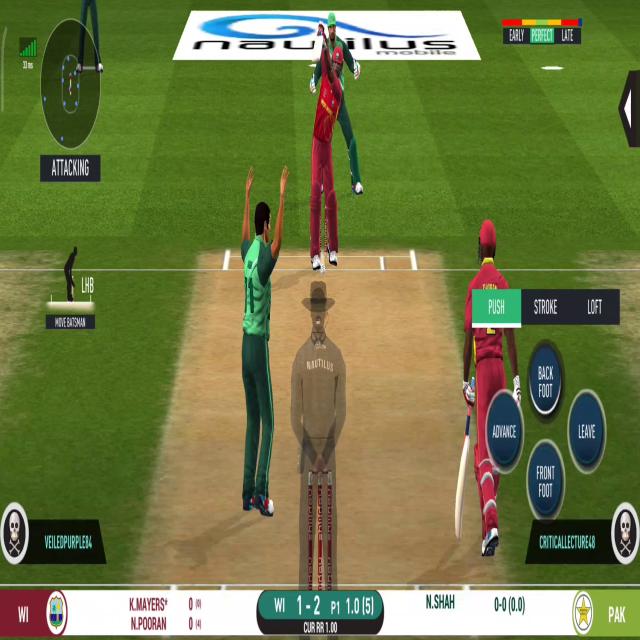 nautilus
mobile
EARLY PERFECT LATE
33 ms
ATTACKING
LHB
MOVE BATSMAN
NAUTILUS
PUSH STROKE LOFT
BACK FOOT
ADVANCE
LEAVE
FRONT FOOT
VEILEDPURPLE84
CRITICALLECTURE48
WI
K.MAYERS* 0 (0)
N.POORAN 0 (4)
WI 1-2 P1 1.0 (5)
CUR RR 1.00
N.SHAH 0-0 (0.0)
PAK